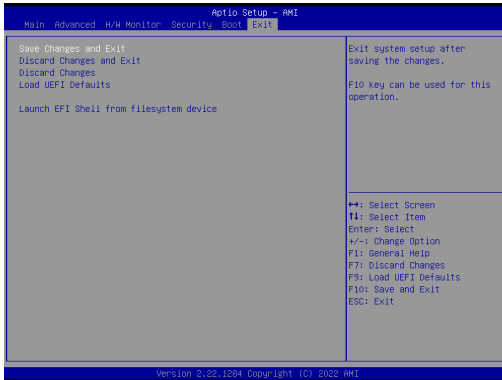 Aptio Setup - AMI
Main Advanced H/W Monitor Security Boot Exit
Save Changes and Exit
Discard Changes and Exit
Discard Changes
Load UEFI Defaults
Launch EFI Shell from filesystem device
Exit system setup after
saving the changes.
F10 key can be used for this
operation.
↔: Select Screen
↑↓: Select Item
Enter: Select
+/-: Change Option
F1: General Help
F7: Discard Changes
F9: Load UEFI Defaults
F10: Save and Exit
ESC: Exit
Version 2.22.1284 Copyright (C) 2022 AMI